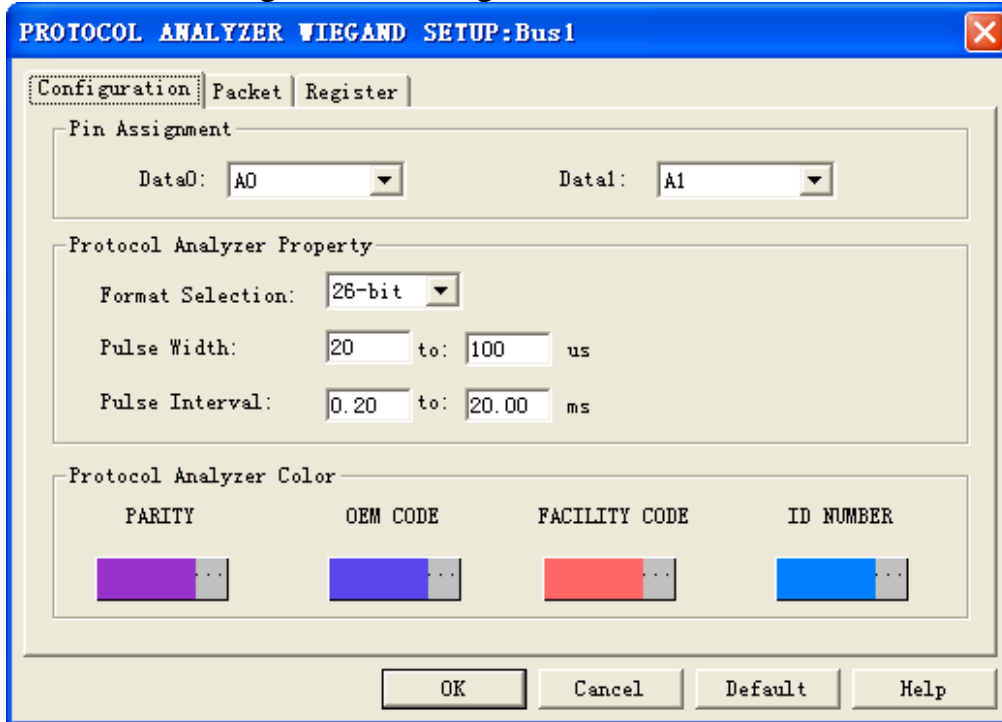 PROTOCOL ANALYZER WIEGAND SETUP:Bus1
Configuration Packet Register
Pin Assignment
Data0: A0 Data1: A1
Protocol Analyzer Property
Format Selection: 26-bit
Pulse Width: 20 to: 100 us
Pulse Interval: 0.20 to: 20.00 ms
Protocol Analyzer Color
PARITY OEM CODE FACILITY CODE ID NUMBER
... ... ... ...
OK Cancel Default Help